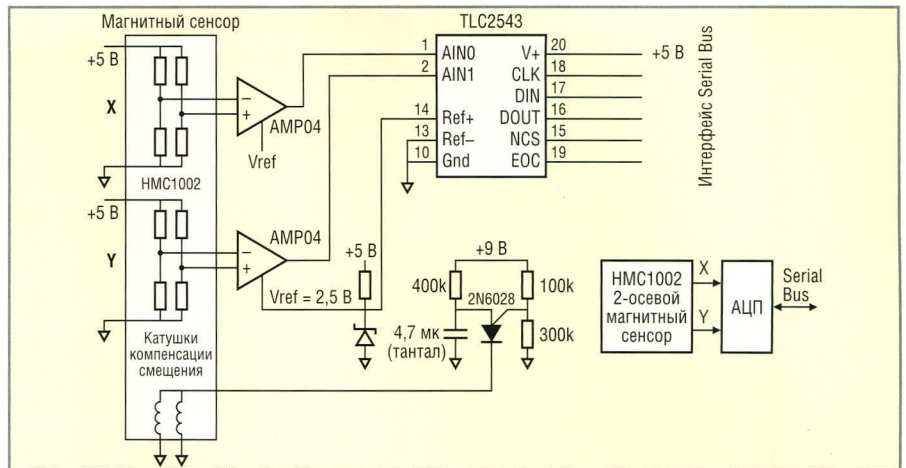 Магнитный сенсор
+5 В
X
HMC1002
+5 В
Y
Катушки
компенсации
смещения
−
+
AMP04
Vref
−
+
AMP04
Vref = 2,5 В
TLC2543
1
AIN0
V+
20
+5 В
2
AIN1
CLK
18
DIN
17
14
Ref+
DOUT
16
13
Ref−
NCS
15
10
Gnd
EOC
19
Интерфейс Serial Bus
+5 В
+9 В
400k
2N6028
100k
4,7 мк
(тантал)
300k
HMC1002
2-осевой
магнитный
сенсор
X
Y
АЦП
Serial
Bus